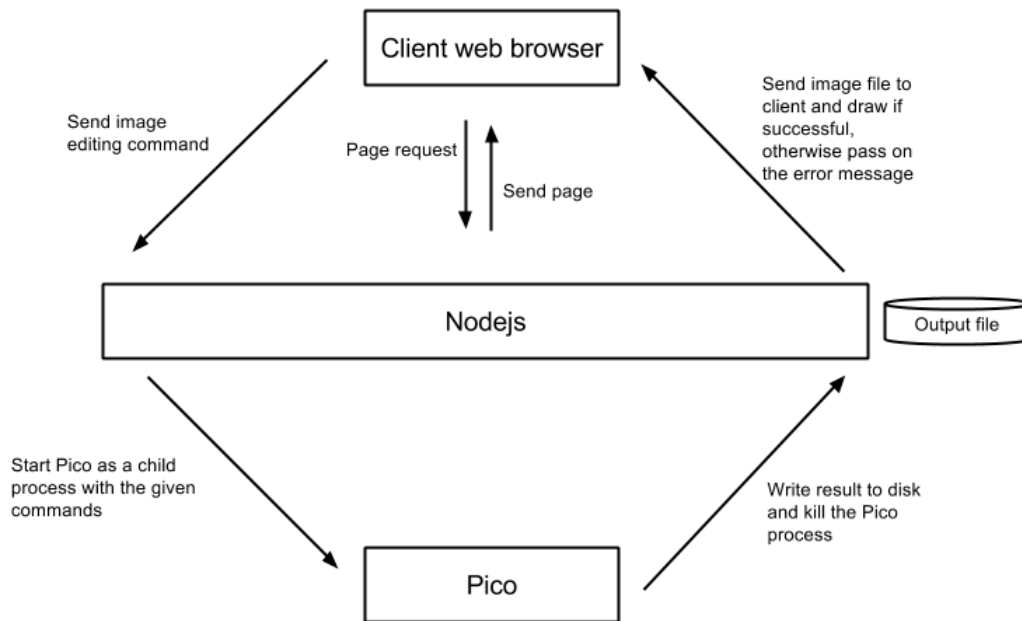 Client web browser
Send image
editing command
Page request
Send page
Send image file to
client and draw if
successful,
otherwise pass on
the error message
Nodejs
Output file
Start Pico as a child
process with the given
commands
Write result to disk
and kill the Pico
process
Pico